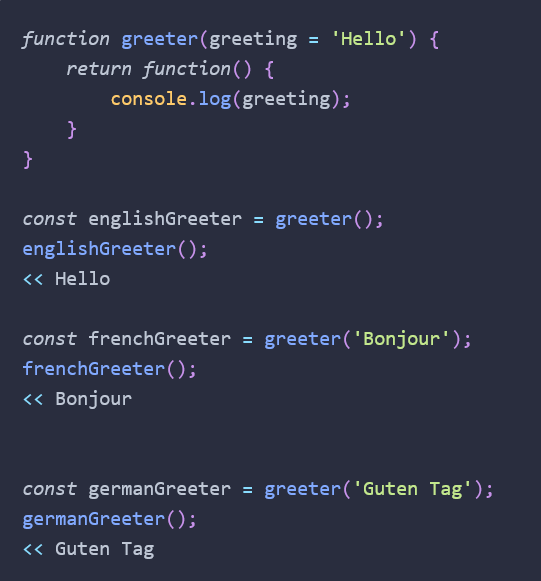 function greeter(greeting = 'Hello') {
    return function() {
        console.log(greeting);
    }
}
const englishGreeter = greeter();
englishGreeter();
<< Hello
const frenchGreeter = greeter('Bonjour');
frenchGreeter();
<< Bonjour
const germanGreeter = greeter('Guten Tag');
germanGreeter();
<< Guten Tag